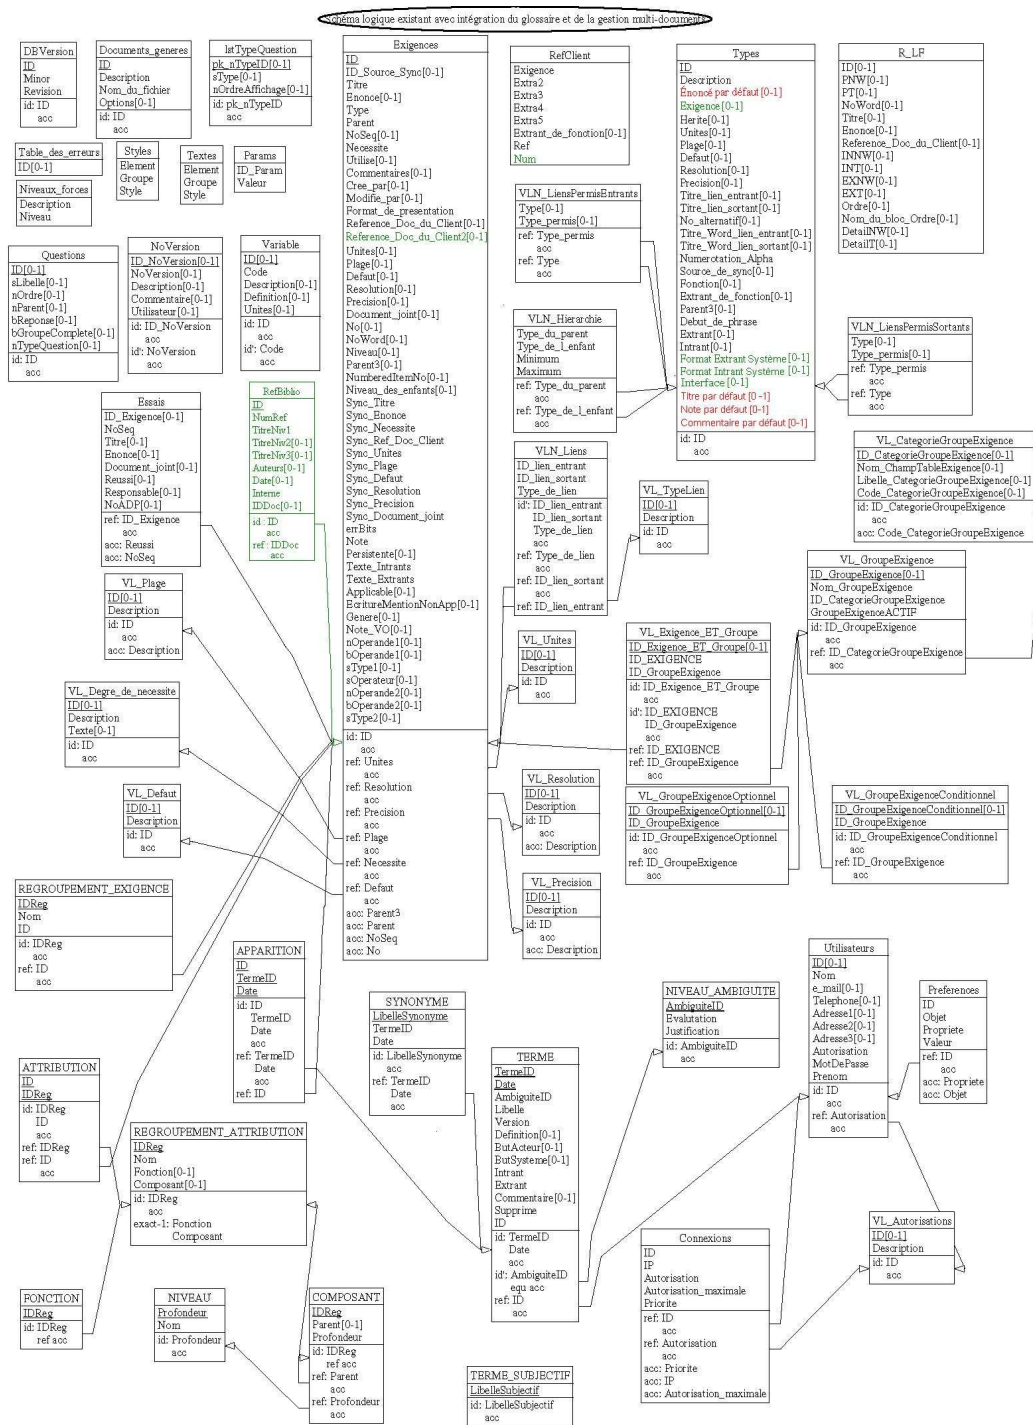 Schéma logique existant avec intégration du glossaire et de la gestion multi-documents
DBVersion
ID
Minor
Revision
id: ID
acc
Documents_generes
ID
Description
Nom_du_fichier
Options[0-1]
id: ID
acc
lstTypeQuestion
pk_nTypeID[0-1]
sType[0-1]
nOrdreAffichage[0-1]
id: pk_nTypeID
acc
Table_des_erreurs
ID[0-1]
Styles
Element
Groupe
Style
Textes
Element
Groupe
Style
Params
ID_Param
Valeur
Niveaux_forces
Description
Niveau
Questions
ID[0-1]
sLibelle[0-1]
nOrdre[0-1]
nParent[0-1]
bReponse[0-1]
bGroupeComplete[0-1]
nTypeQuestion[0-1]
id: ID
acc
NoVersion
ID_NoVersion[0-1]
NoVersion[0-1]
Description[0-1]
Commentaire[0-1]
Utilisateur[0-1]
id: ID_NoVersion
acc
id': NoVersion
Variable
ID[0-1]
Code
Description[0-1]
Definition[0-1]
Unites[0-1]
id: ID
acc
id': Code
acc
Exigences
ID
ID_Source_Sync[0-1]
Titre
Enonce[0-1]
Type
Parent
NoSeq[0-1]
Necessite
Utilise[0-1]
Commentaires[0-1]
Cree_par[0-1]
Modifie_par[0-1]
Format_de_presentation
Reference_Doc_du_Client[0-1]
Reference_Doc_du_Client2[0-1]
Unites[0-1]
Plage[0-1]
Defaut[0-1]
Resolution[0-1]
Precision[0-1]
Document_joint[0-1]
No[0-1]
NoWord[0-1]
Niveau[0-1]
Parent3[0-1]
NumberedItemNo[0-1]
Niveau_des_enfants[0-1]
Sync_Titre
Sync_Enonce
Sync_Necessite
Sync_Ref_Doc_Client
Sync_Unites
Sync_Plage
Sync_Defaut
Sync_Resolution
Sync_Precision
Sync_Document_joint
errBits
Note
Persistente[0-1]
Texte_Intrants
Texte_Extrants
Applicable[0-1]
EcritureMentionNonApp[0-1]
Genere[0-1]
Note_VO[0-1]
nOperande1[0-1]
bOperande1[0-1]
sType1[0-1]
sOperateur[0-1]
nOperande2[0-1]
bOperande2[0-1]
sType2[0-1]
id: ID
acc
ref: Unites
acc
ref: Resolution
acc
ref: Precision
acc
ref: Plage
acc
ref: Necessite
acc
ref: Defaut
acc
acc: Parent3
acc: Parent
acc: NoSeq
acc: No
RefClient
Exigence
Extra2
Extra3
Extra4
Extra5
Extrant_de_fonction[0-1]
Ref
Num
Types
ID
Description
Énoncé par défaut [0-1]
Exigence [0-1]
Herite[0-1]
Unites[0-1]
Plage[0-1]
Defaut[0-1]
Resolution[0-1]
Precision[0-1]
Titre_lien_entrant[0-1]
Titre_lien_sortant[0-1]
No_alternatif[0-1]
Titre_Word_lien_entrant[0-1]
Titre_Word_lien_sortant[0-1]
Numerotation_Alpha
Source_de_sync[0-1]
Fonction[0-1]
Extrant_de_fonction[0-1]
Parent3[0-1]
Debut_de_phrase
Extrant[0-1]
Intrant[0-1]
Format Extrant Système [0-1]
Format Intrant Système [0-1]
Interface [0-1]
Titre par défaut [0 -1]
Note par défaut [0-1]
Commentaire par défaut [0-1]
id: ID
acc
R_LF
ID[0-1]
PNW[0-1]
PT[0-1]
NoWord[0-1]
Titre[0-1]
Enonce[0-1]
Reference_Doc_du_Client[0-1]
INNW[0-1]
INT[0-1]
EXNW[0-1]
EXT[0-1]
Ordre[0-1]
Nom_du_bloc_Ordre[0-1]
DetailNW[0-1]
DetailT[0-1]
VLN_LiensPermisEntrants
Type[0-1]
Type_permis[0-1]
ref: Type_permis
acc
ref: Type
acc
VLN_Hierarchie
Type_du_parent
Type_de_l_enfant
Minimum
Maximum
ref: Type_du_parent
acc
ref: Type_de_l_enfant
acc
VL_LiensPermisSortants
Type[0-1]
Type_permis[0-1]
ref: Type_permis
acc
ref: Type
acc
Essais
ID_Exigence[0-1]
NoSeq
Titre[0-1]
Enonce[0-1]
Document_joint[0-1]
Reussi[0-1]
Responsable[0-1]
NoADP[0-1]
ref: ID_Exigence
acc
acc: Reussi
acc: NoSeq
RefBiblio
ID
NumRef
TitreNiv1
TitreNiv2[0-1]
TitreNiv3[0-1]
Auteurs[0-1]
Date[0-1]
Interne
IDDoc[0-1]
id : ID
acc
ref : IDDoc
acc
VLN_Liens
ID_lien_entrant
ID_lien_sortant
Type_de_lien
id': ID_lien_entrant
ID_lien_sortant
Type_de_lien
acc
ref: Type_de_lien
acc
ref: ID_lien_sortant
acc
ref: ID_lien_entrant
VL_TypeLien
ID[0-1]
Description
id: ID
acc
VL_CategorieGroupeExigence
ID_CategorieGroupeExigence[0-1]
Nom_ChampTableExigence[0-1]
Libelle_CategorieGroupeExigence[0-1]
Code_CategorieGroupeExigence[0-1]
id: ID_CategorieGroupeExigence
acc
acc: Code_CategorieGroupeExigence
VL_GroupeExigence
ID_GroupeExigence[0-1]
Nom_GroupeExigence
ID_CategorieGroupeExigence
GroupeExigenceACTIF
id: ID_GroupeExigence
acc
ref: ID_CategorieGroupeExigence
acc
VL_Plage
ID[0-1]
Description
id: ID
acc
acc: Description
VL_Unites
ID[0-1]
Description
id: ID
acc
VL_Exigence_ET_Groupe
ID_Exigence_ET_Groupe[0-1]
ID_EXIGENCE
ID_GroupeExigence
id: ID_Exigence_ET_Groupe
acc
id': ID_EXIGENCE
ID_GroupeExigence
acc
ref: ID_EXIGENCE
ref: ID_GroupeExigence
acc
VL_Degre_de_necessite
ID[0-1]
Description
Texte[0-1]
id: ID
acc
VL_Defaut
ID[0-1]
Description
id: ID
acc
VL_Resolution
ID[0-1]
Description
id: ID
acc
acc: Description
VL_GroupeExigenceOptionnel
ID_GroupeExigenceOptionnel[0-1]
ID_GroupeExigence
id: ID_GroupeExigenceOptionnel
acc
ref: ID_GroupeExigence
acc
VL_GroupeExigenceConditionnel
ID_GroupeExigenceConditionnel[0-1]
ID_GroupeExigence
id: ID_GroupeExigenceConditionnel
acc
ref: ID_GroupeExigence
acc
VL_Precision
ID[0-1]
Description
id: ID
acc
acc: Description
REGROUPEMENT_EXIGENCE
IDReg
Nom
ID
id: IDReg
acc
ref: ID
acc
APPARITION
ID
TermeID
Date
id: ID
TermeID
Date
acc
ref: TermeID
Date
acc
ref: ID
SYNONYME
LibelleSynonyme
TermeID
Date
id: LibelleSynonyme
acc
ref: TermeID
Date
acc
NIVEAU_AMBIGUITE
AmbiguiteID
Evalutation
Justification
id: AmbiguiteID
acc
Utilisateurs
ID[0-1]
Nom
e_mail[0-1]
Telephone[0-1]
Adresse1[0-1]
Adresse2[0-1]
Adresse3[0-1]
Autorisation
MotDePasse
Prenom
id: ID
acc
ref: Autorisation
acc
Preferences
ID
Objet
Propriete
Valeur
ref: ID
acc
acc: Propriete
acc: Objet
ATTRIBUTION
ID
IDReg
id: IDReg
ID
acc
ref: IDReg
ref: ID
acc
REGROUPEMENT_ATTRIBUTION
IDReg
Nom
Fonction[0-1]
Composant[0-1]
id: IDReg
acc
exact-1: Fonction
Composant
TERME
TermeID
Date
AmbiguiteID
Libelle
Version
Definition[0-1]
ButActeur[0-1]
ButSysteme[0-1]
Intrant
Extrant
Commentaire[0-1]
Supprime
ID
id: TermeID
Date
acc
id': AmbiguiteID
equ acc
ref: ID
acc
Connexions
ID
IP
Autorisation
Autorisation_maximale
Priorite
ref: ID
acc
ref: Autorisation
acc
acc: Priorite
acc: IP
acc: Autorisation_maximale
VL_Autorisations
ID[0-1]
Description
id: ID
acc
FONCTION
IDReg
id: IDReg
ref acc
NIVEAU
Profondeur
Nom
id: Profondeur
acc
COMPOSANT
IDReg
Parent[0-1]
Profondeur
id: IDReg
ref acc
ref: Parent
acc
ref: Profondeur
acc
TERME_SUBJECTIF
LibelleSubjectif
id: LibelleSubjectif
acc